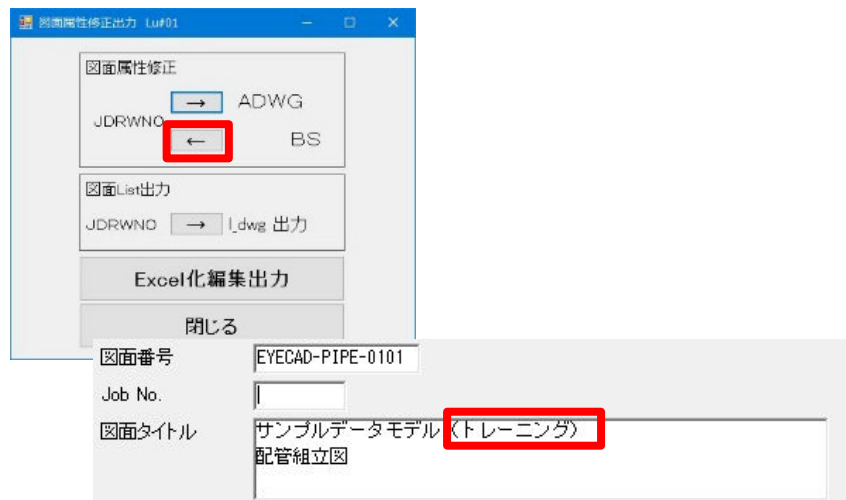 図面属性修正出力 Lu#01
図面属性修正
JDRWNO → ADWG
← BS
図面List出力
JDRWNO → l_dwg 出力
Excel化編集出力
閉じる
図面番号 EYECAD-PIPE-0101
Job No.
図面タイトル サンプルデータモデル（トレーニング）
配管組立図